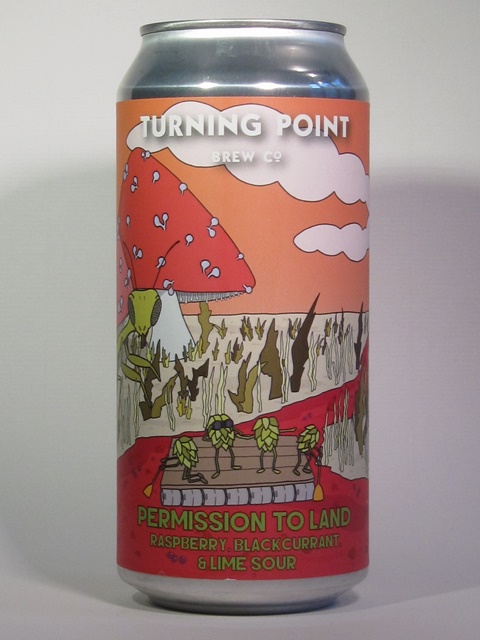 TURNING POINT
BREW Cº
PERMISSION TO LAND
RASPBERRY, BLACKCURRANT
& LIME SOUR